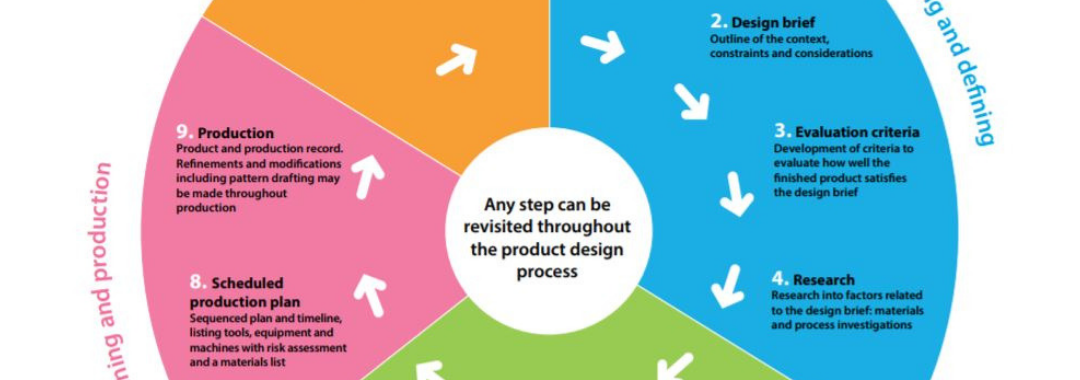 2. Design brief
Outline of the context,
constraints and considerations
and defining
3. Evaluation criteria
Development of criteria to
evaluate how well the
finished product satisfies
the design brief
4. Research
Research into factors related
to the design brief: materials
and process investigations
Any step can be
revisited throughout
the product design
process
8. Scheduled
production plan
Sequenced plan and timeline,
listing tools, equipment and
machines with risk assessment
and a materials list
9. Production
Product and production record.
Refinements and modifications
including pattern drafting may
be made throughout
production
and production